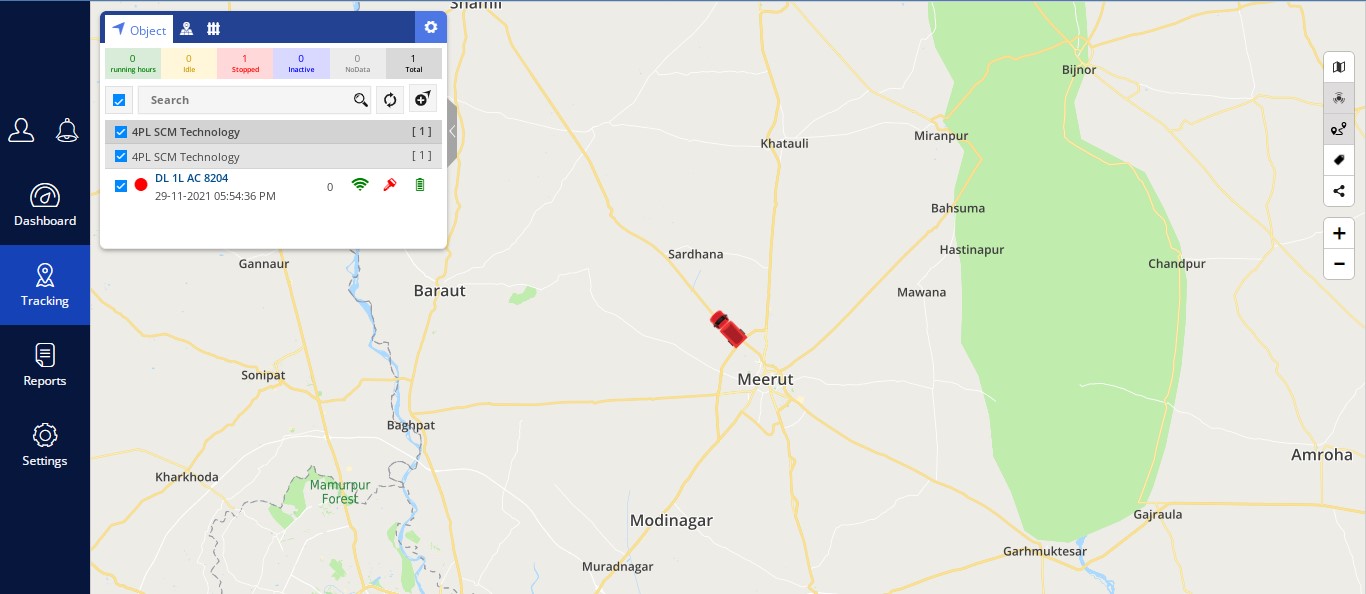 Shamli
Object
0
running hours
0
Idle
1
Stopped
0
Inactive
0
NoData
1
Total
Search
4PL SCM Technology [ 1 ]
4PL SCM Technology [ 1 ]
DL 1L AC 8204
29-11-2021 05:54:36 PM
0
Dashboard
Tracking
Reports
Settings
Bijnor
Miranpur
Khatauli
Bahsuma
Hastinapur
Sardhana
Chandpur
Gannaur
Baraut
Mawana
Sonipat
Meerut
Baghpat
Amroha
Kharkhoda
Mamurpur
Forest
Modinagar
Gajraula
Garhmuktesar
Muradnagar
+
−